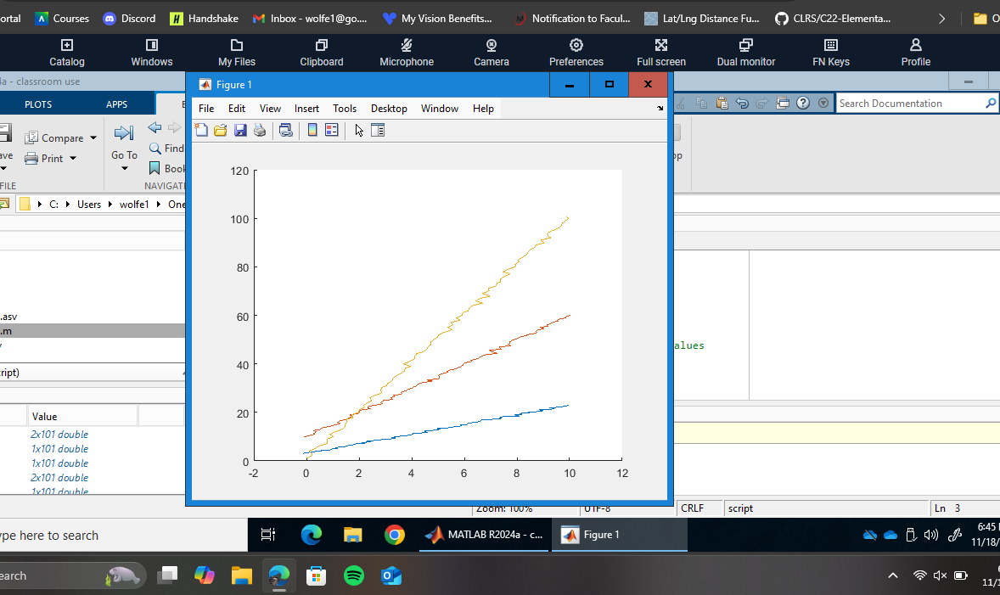 ortal Courses Discord Handshake Inbox - wolfe1@go.... My Vision Benefits... Notification to Facul... Lat/Lng Distance Fu... CLRS/C22-Elementa...
Catalog Windows My Files Clipboard Microphone Camera Preferences Full screen Dual monitor FN Keys Profile
4a - classroom use
Figure 1
PLOTS APPS
Search Documentation
File Edit View Insert Tools Desktop Window Help
Compare
Print
Go To
Find
Book
ave
op
FILE
NAVIGATE
C: Users wolfe1 One
120
100
80
60
40
20
0
-2 0 2 4 6 8 10 12
.asv
.m
alues
ript)
Value
2x101 double
1x101 double
1x101 double
2x101 double
1x101 double
Zoom: 100% UTF-8 CRLF script Ln 3
ype here to search
MATLAB R2024a - c...
Figure 1
6:45
11/18/
earch
11/1